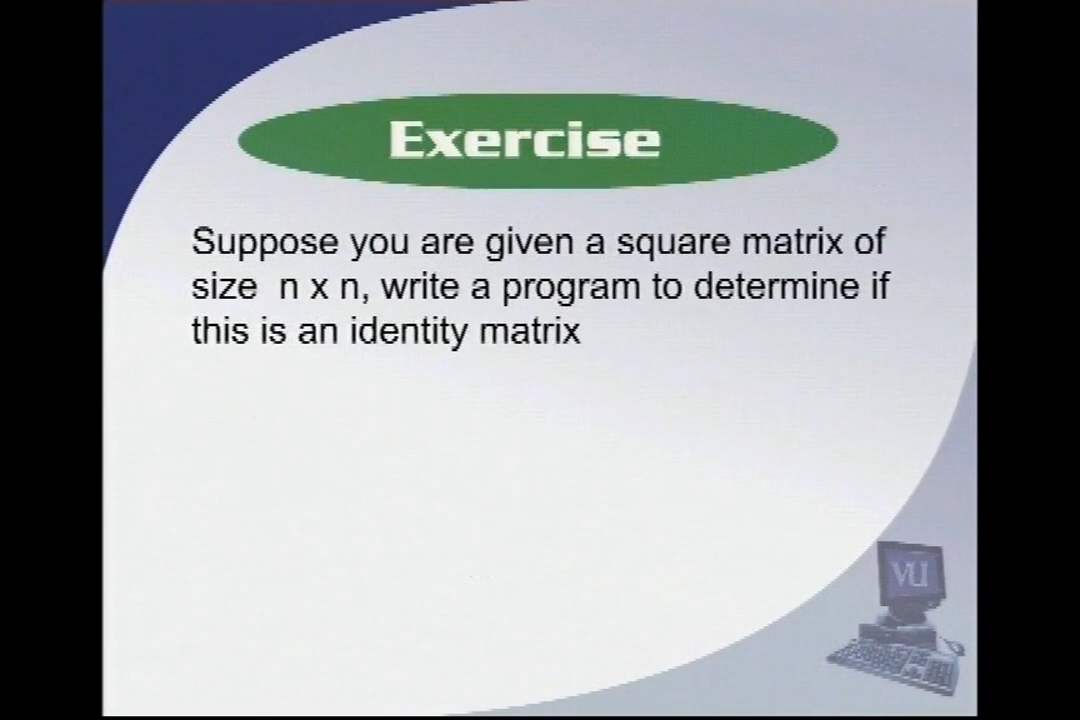 Exercise
Suppose you are given a square matrix of
size n x n, write a program to determine if
this is an identity matrix
VU